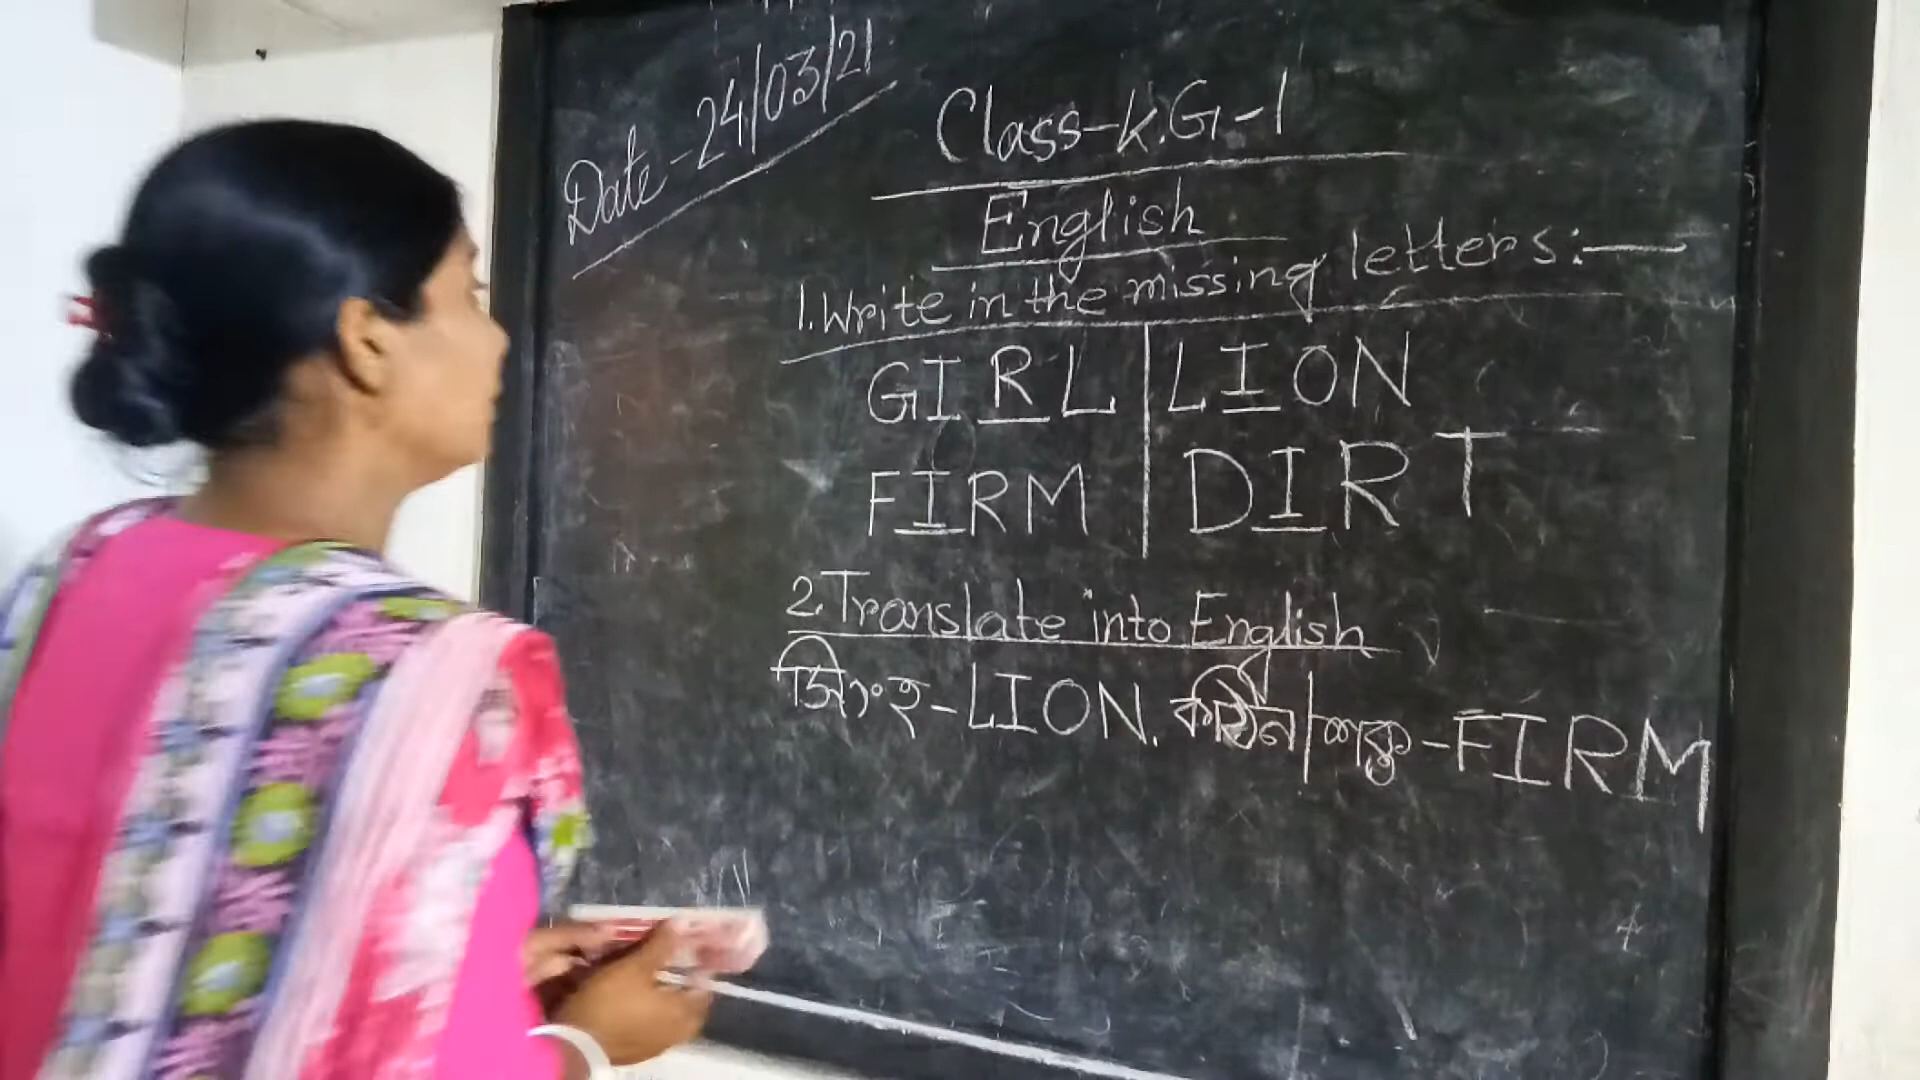 Date - 24/03/21
Class-K.G-1
English
1. Write in the missing letters:—
GIRL | LION
FIRM | DIRT
2. Translate into English
সিংহ - LION. কঠিন | শক্ত - FIRM